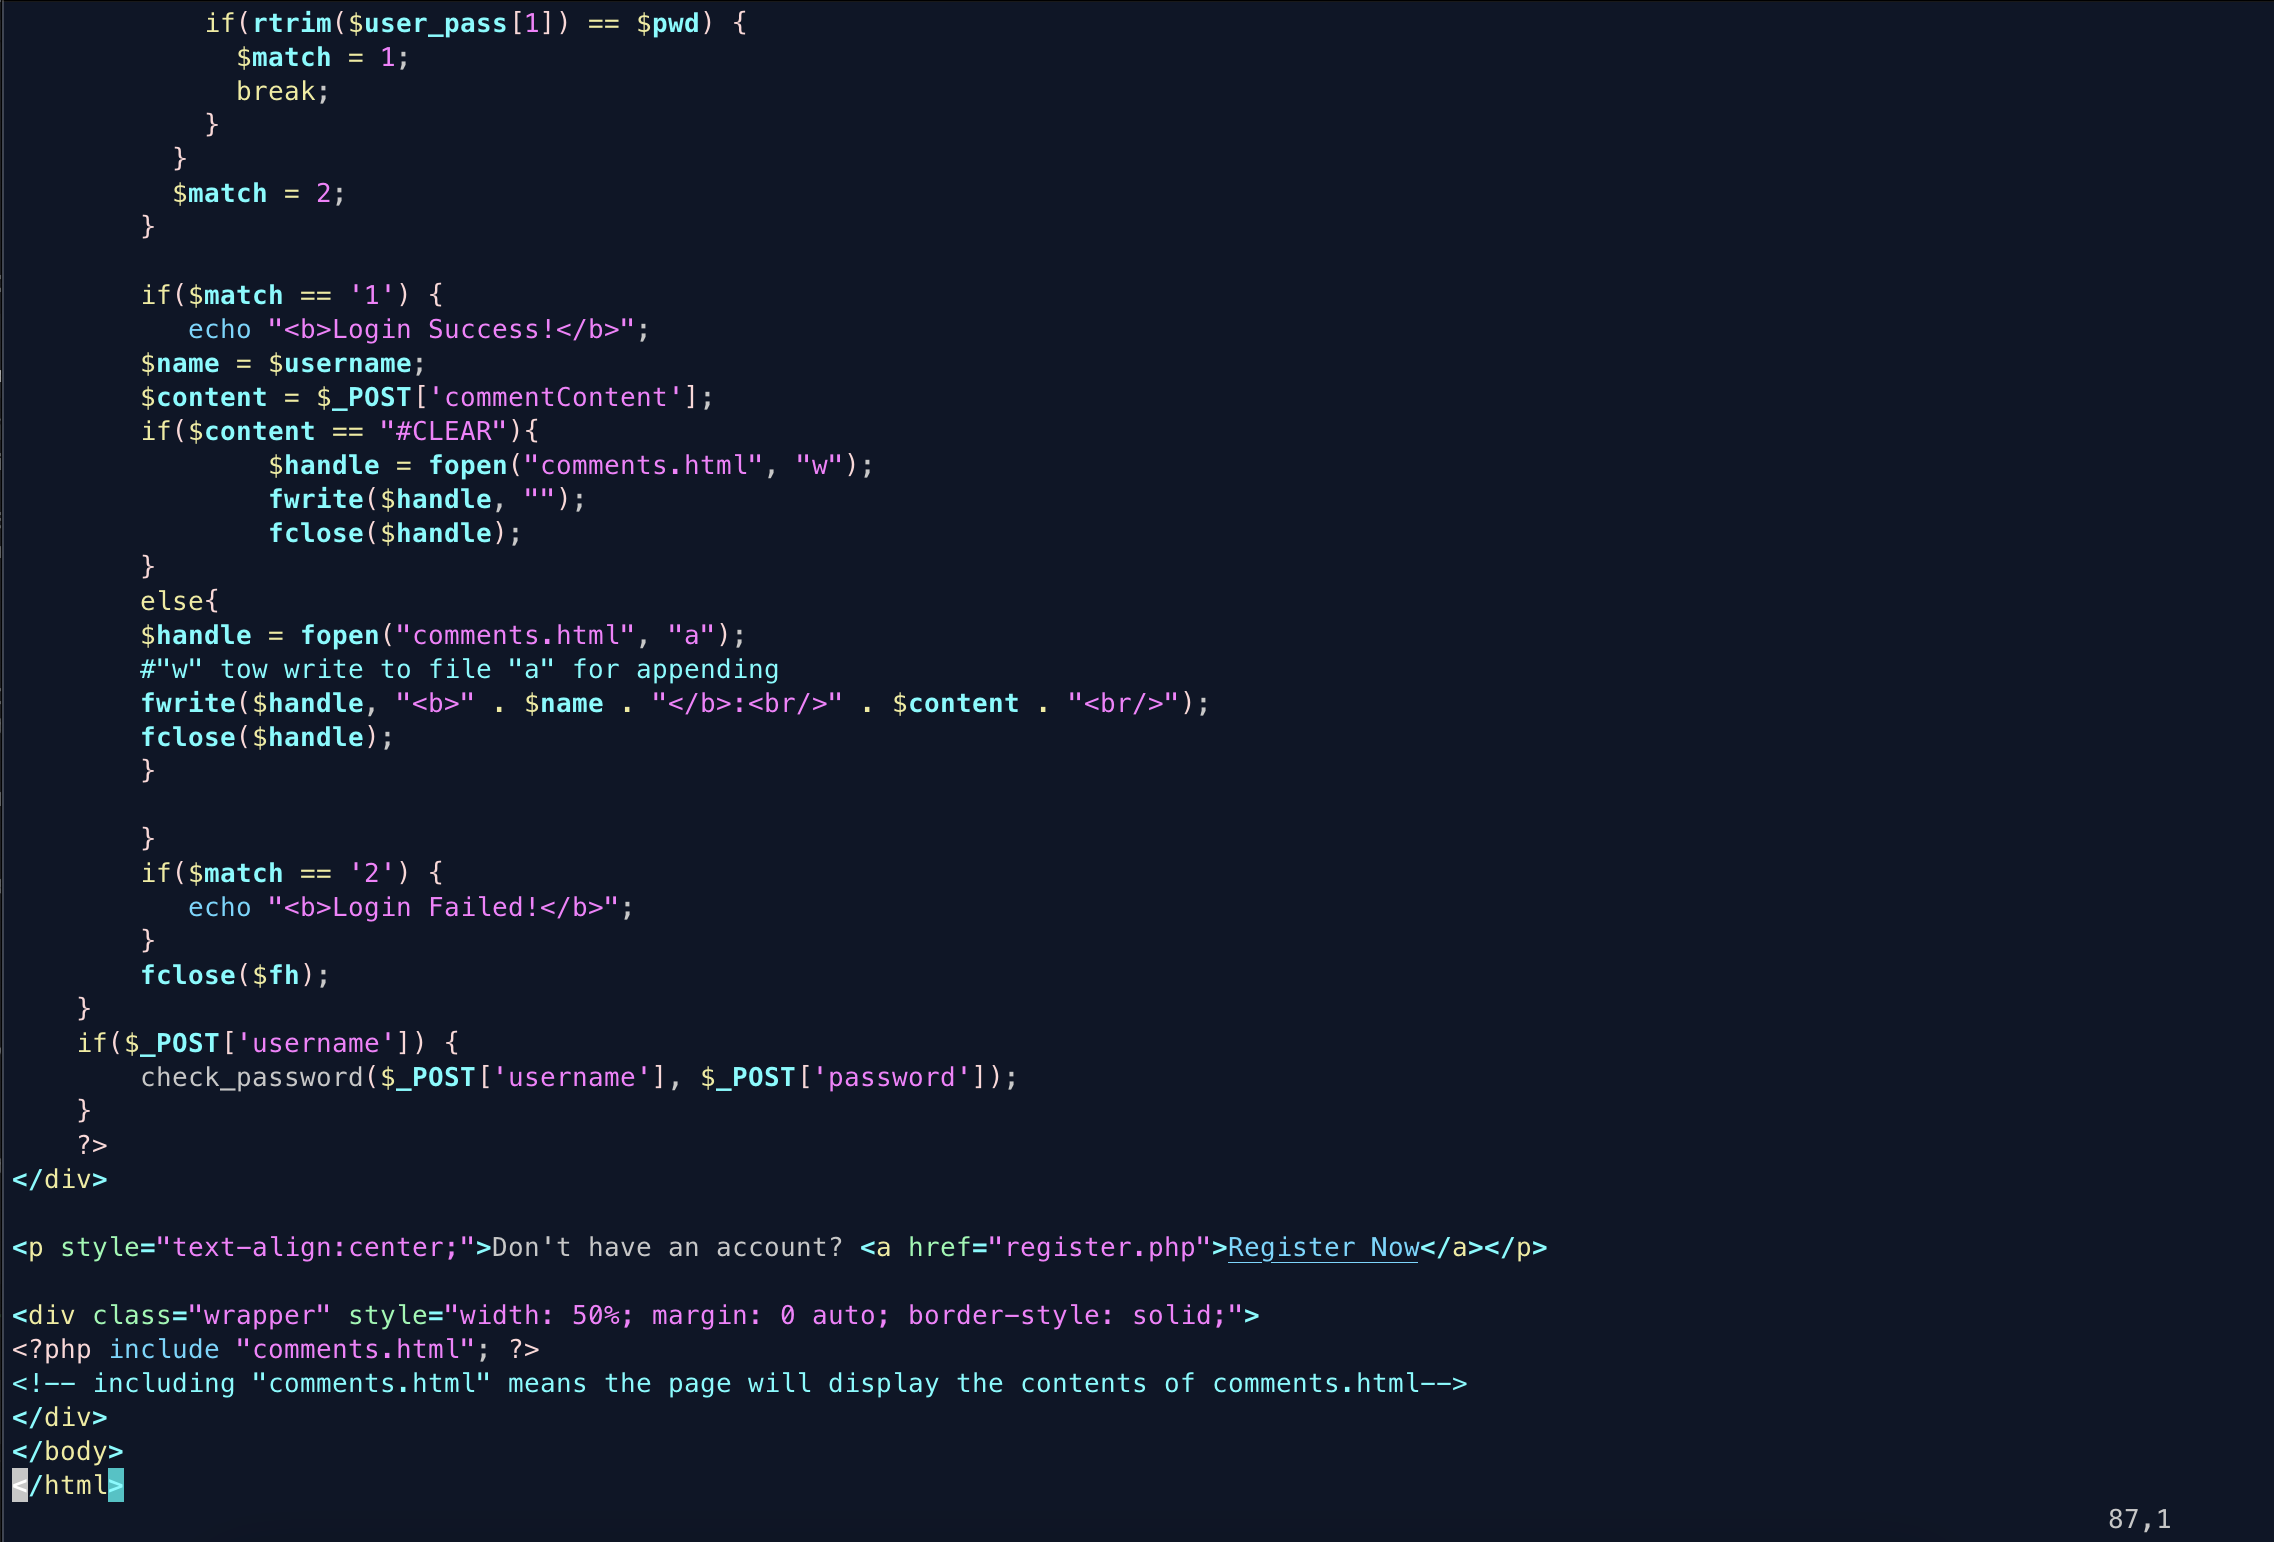 if(rtrim($user_pass[1]) == $pwd) {
$match = 1;
break;
}
}
$match = 2;
}
if($match == '1') {
echo "<b>Login Success!</b>";
$name = $username;
$content = $_POST['commentContent'];
if($content == "#CLEAR"){
$handle = fopen("comments.html", "w");
fwrite($handle, "");
fclose($handle);
}
else{
$handle = fopen("comments.html", "a");
#"w" tow write to file "a" for appending
fwrite($handle, "<b>" . $name . "</b>:<br/>" . $content . "<br/>");
fclose($handle);
}
}
if($match == '2') {
echo "<b>Login Failed!</b>";
}
fclose($fh);
}
if($_POST['username']) {
check_password($_POST['username'], $_POST['password']);
}
?>
</div>
<p style="text-align:center;">Don't have an account? <a href="register.php">Register Now</a></p>
<div class="wrapper" style="width: 50%; margin: 0 auto; border-style: solid;">
<?php include "comments.html"; ?>
<!-- including "comments.html" means the page will display the contents of comments.html-->
</div>
</body>
</html>
87,1